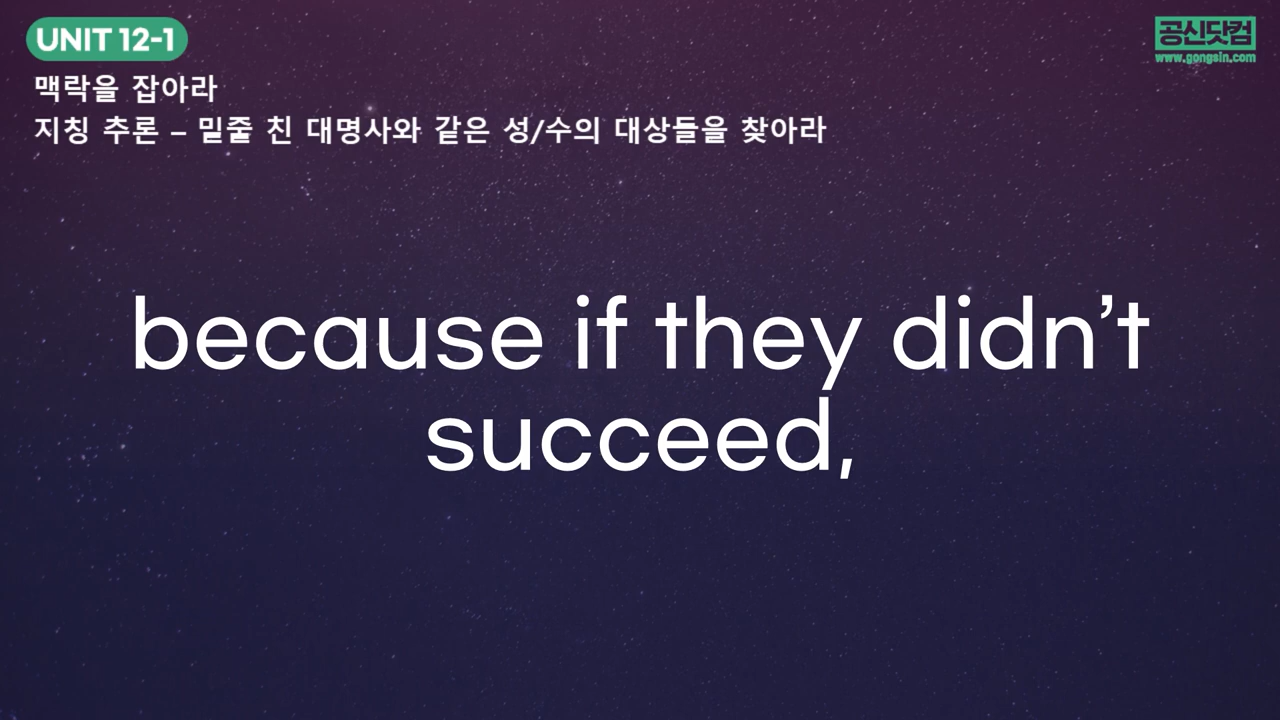 UNIT 12-1
공신닷컴
www.gongsin.com
맥락을 잡아라
지칭 추론 – 밑줄 친 대명사와 같은 성/수의 대상들을 찾아라
because if they didn’t
succeed,